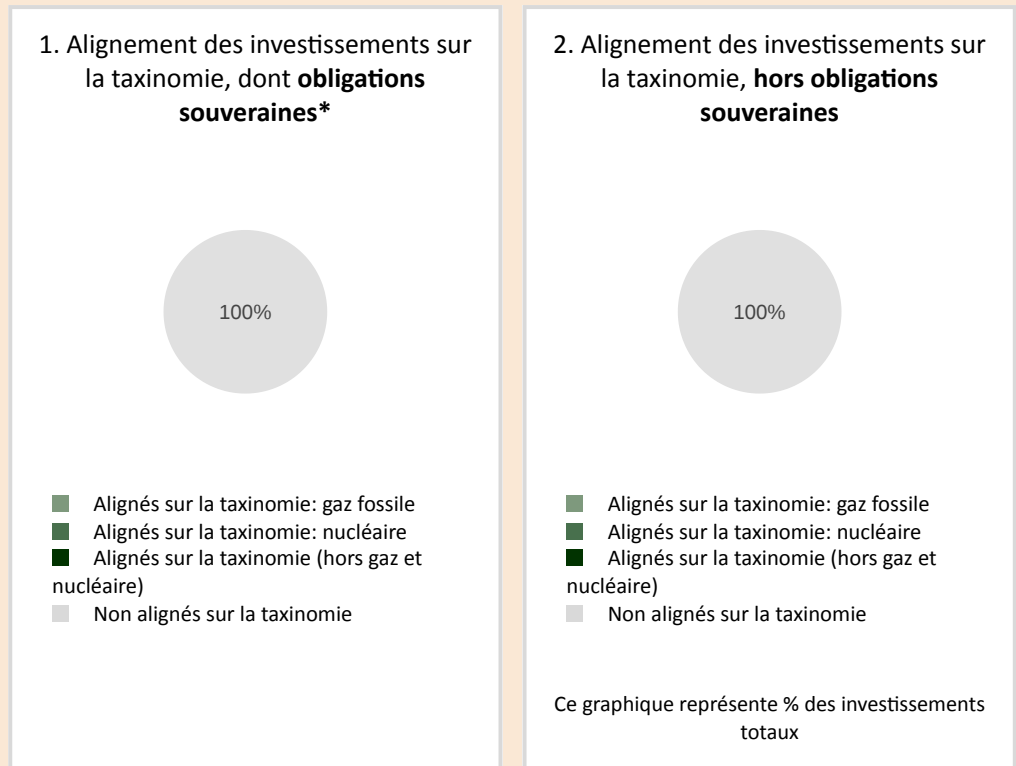 1. Alignement des investissements sur
la taxinomie, dont obligations
souveraines*
100%
Alignés sur la taxinomie: gaz fossile
Alignés sur la taxinomie: nucléaire
Alignés sur la taxinomie (hors gaz et
nucléaire)
Non alignés sur la taxinomie
2. Alignement des investissements sur
la taxinomie, hors obligations
souveraines
100%
Alignés sur la taxinomie: gaz fossile
Alignés sur la taxinomie: nucléaire
Alignés sur la taxinomie (hors gaz et
nucléaire)
Non alignés sur la taxinomie
Ce graphique représente % des investissements
totaux